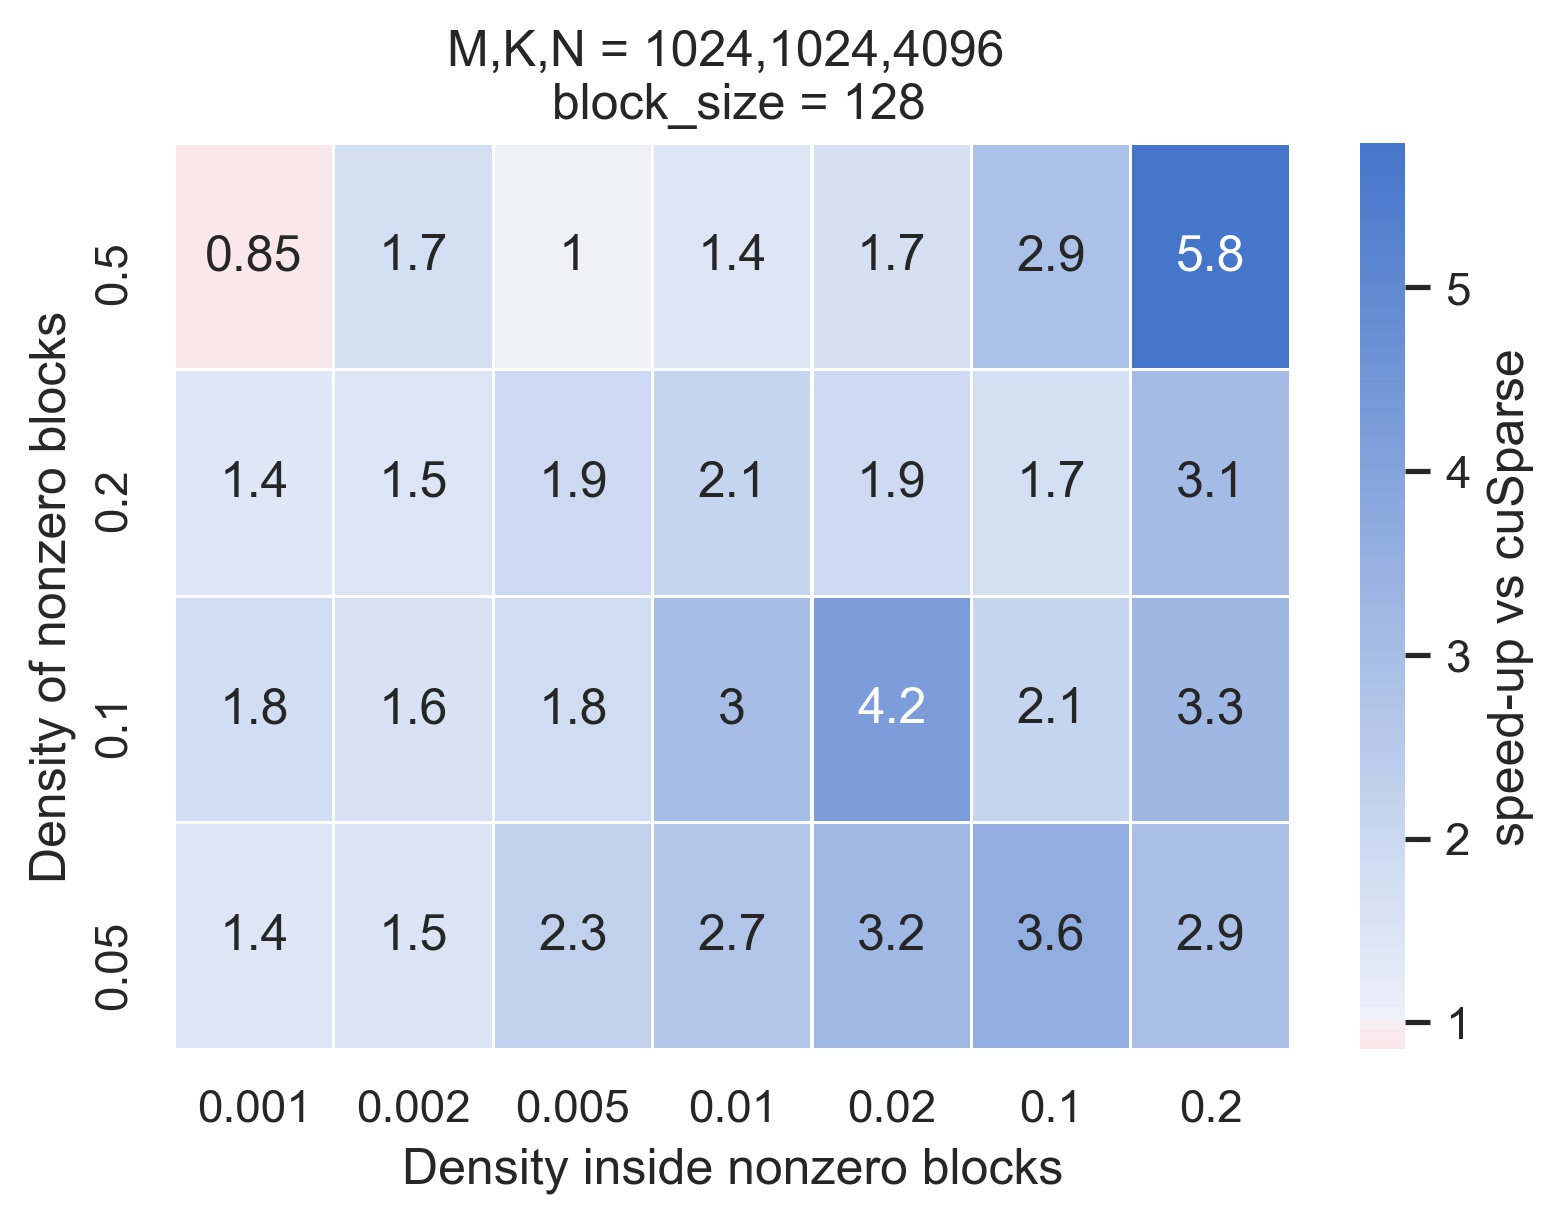 M,K,N = 1024,1024,4096
block_size = 128
Density of nonzero blocks
0.5
0.85 1.7 1 1.4 1.7 2.9 5.8
0.2
1.4 1.5 1.9 2.1 1.9 1.7 3.1
0.1
1.8 1.6 1.8 3 4.2 2.1 3.3
0.05
1.4 1.5 2.3 2.7 3.2 3.6 2.9
0.001 0.002 0.005 0.01 0.02 0.1 0.2
Density inside nonzero blocks
5
4
3
2
1
speed-up vs cuSparse